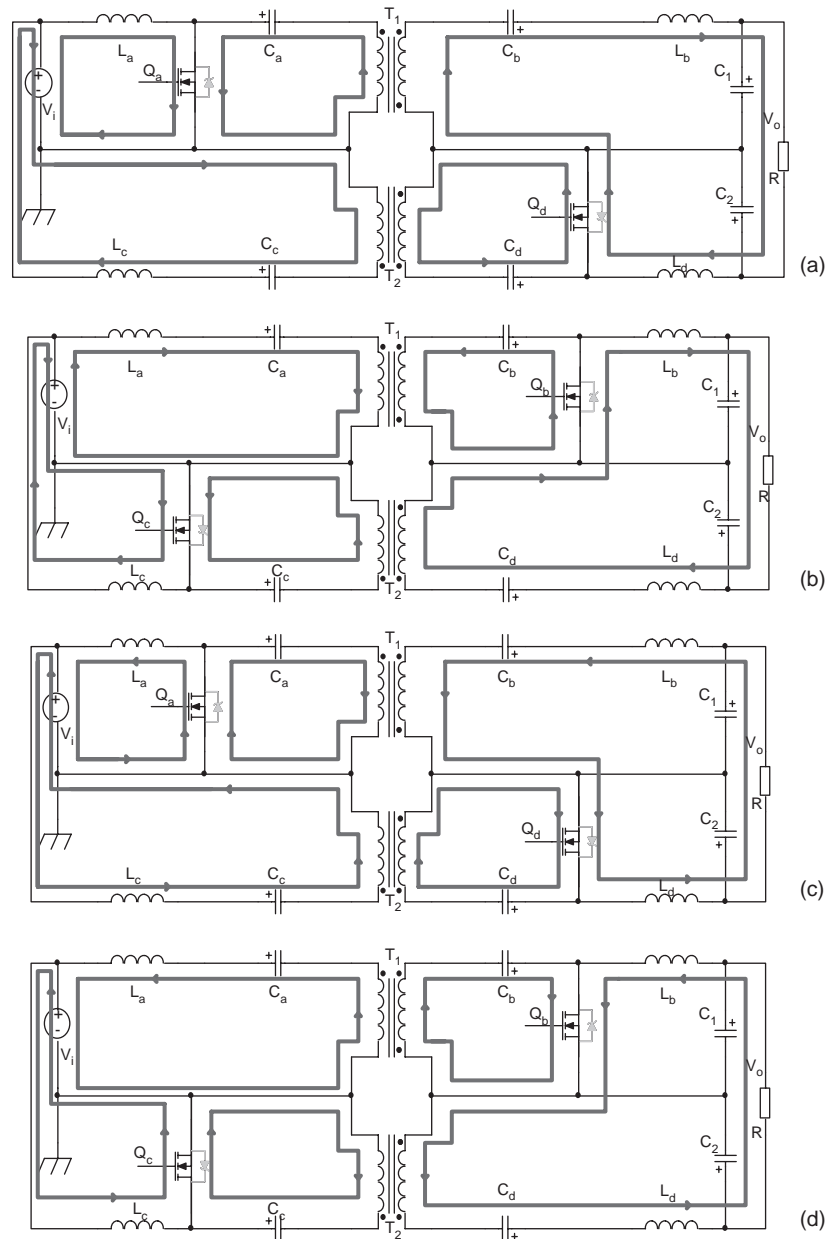 T1
La Ca Cb Lb
+ + C1 +
Qa
+
-
Vi Vo
R
Qd C2
+
Lc Cc Cd Ld
+ T2 + (a)
T1
+ +
La Ca Cb Lb
+
-
Qb C1 +
Vi Vo
R
Qc C2
+
Lc Cc Cd Ld
+ T2 + (b)
T1
+ +
La Ca Cb Lb
Qa C1 +
+
-
Vi Vo
R
Qd C2
+
Lc Cc Cd Ld
+ T2 + (c)
T1
+ +
La Ca Cb Lb
+
-
Qb C1 +
Vi Vo
R
Qc C2
+
Lc Cc Cd Ld
+ T2 + (d)